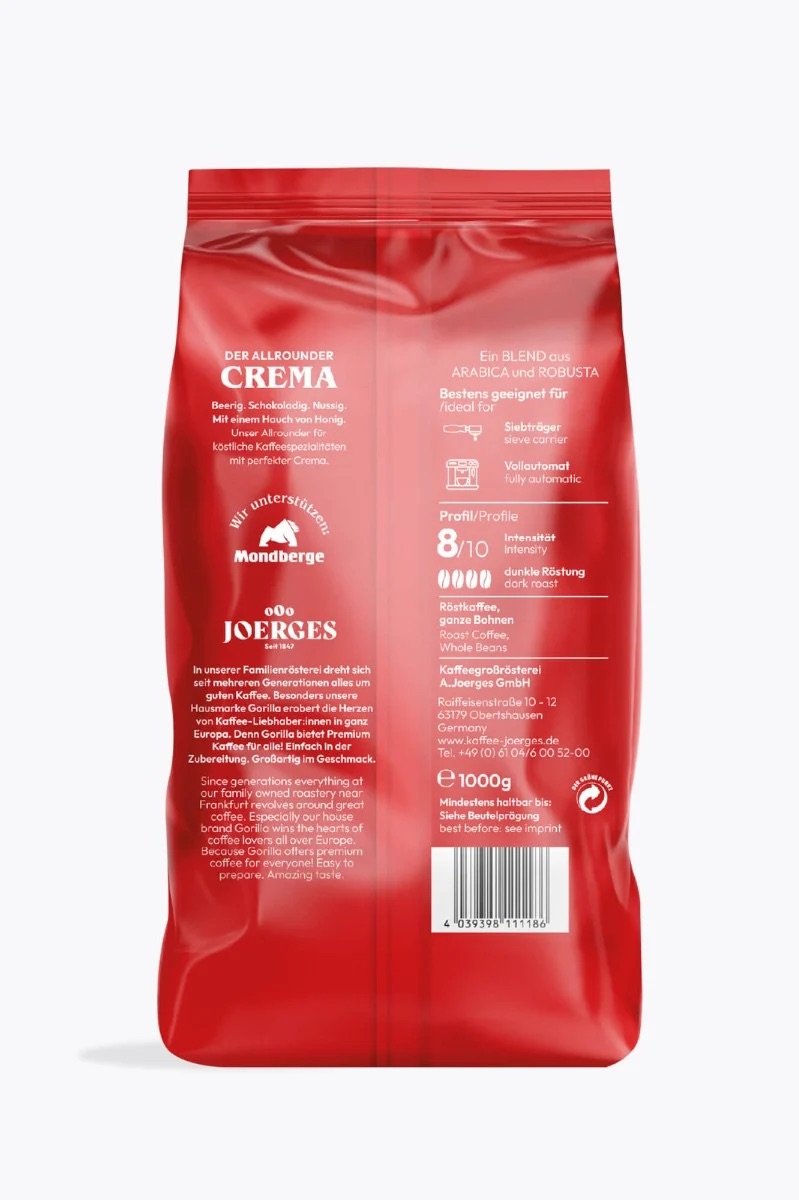 DER ALLROUNDER
CREMA
Beerig. Schokoladig. Nussig.
Mit einem Hauch von Honig.
Unser Allrounder für
köstliche Kaffeespezialitäten
mit perfekter Crema.
Wir unterstützen:
Mondberge
JOERGES
Seit 1847
In unserer Familienrösterei dreht sich
seit mehreren Generationen alles um
guten Kaffee. Besonders unsere
Hausmarke Gorilla erobert die Herzen
von Kaffee-Liebhaber:innen in ganz
Europa. Denn Gorilla bietet Premium
Kaffee für alle! Einfach in der
Zubereitung. Großartig im Geschmack.
Since generations everything at
our family owned roastery near
Frankfurt revolves around great
coffee. Especially our house
brand Gorilla wins the hearts of
coffee lovers all over Europe.
Because Gorilla offers premium
coffee for everyone! Easy to
prepare. Amazing taste.
Ein BLEND aus
ARABICA und ROBUSTA
Bestens geeignet für
/ideal for
Siebträger
sieve carrier
Vollautomat
fully automatic
Profil/Profile
8/10 Intensität
intensity
dunkle Röstung
dark roast
Röstkaffee,
ganze Bohnen
Roast Coffee,
Whole Beans
Kaffeegroßrösterei
A.Joerges GmbH
Raiffeisenstraße 10 - 12
63179 Obertshausen
Germany
www.kaffee-joerges.de
Tel. +49 (0) 61 04/6 00 52-00
℮ 1000g
DER GRÜNE PUNKT
Mindestens haltbar bis:
Siehe Beutelprägung
best before: see imprint
4 039398 111186